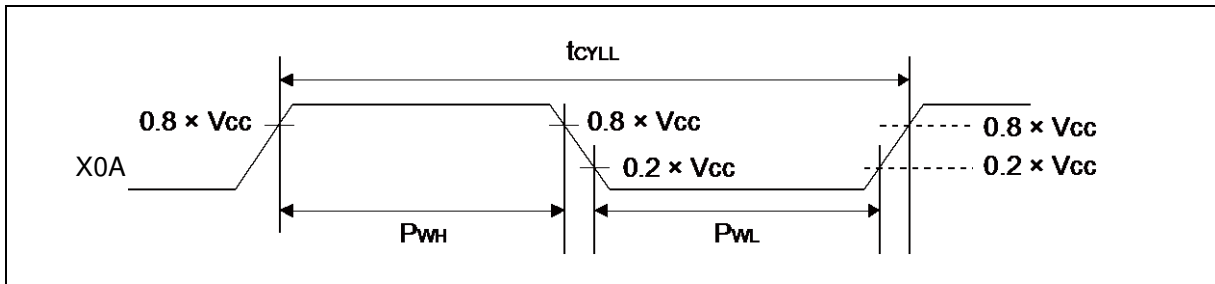 tCYLL
0.8 × VCC
0.8 × VCC
0.8 × VCC
X0A
0.2 × VCC
0.2 × VCC
PWH
PWL